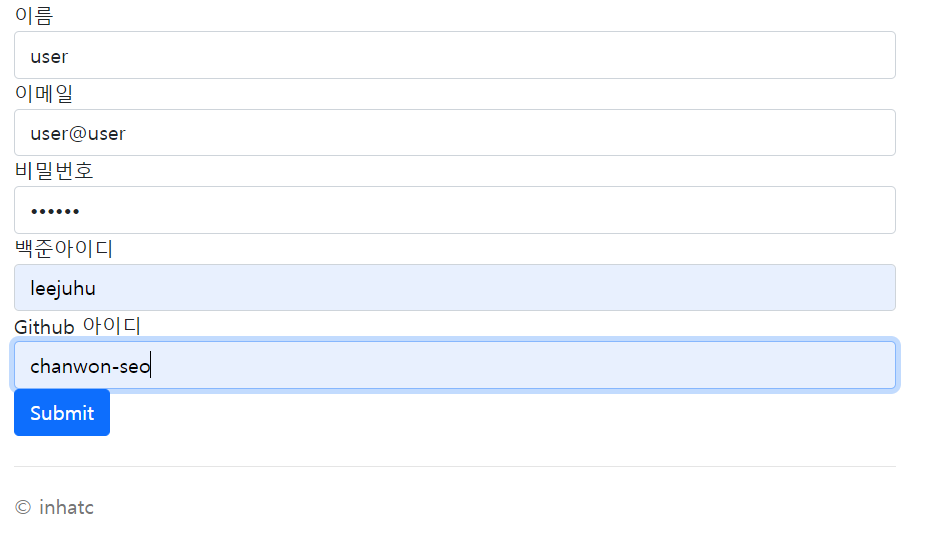 이름
user
이메일
user@user
비밀번호
••••••
백준아이디
leejuhu
Github 아이디
chanwon-seo
Submit
© inhatc